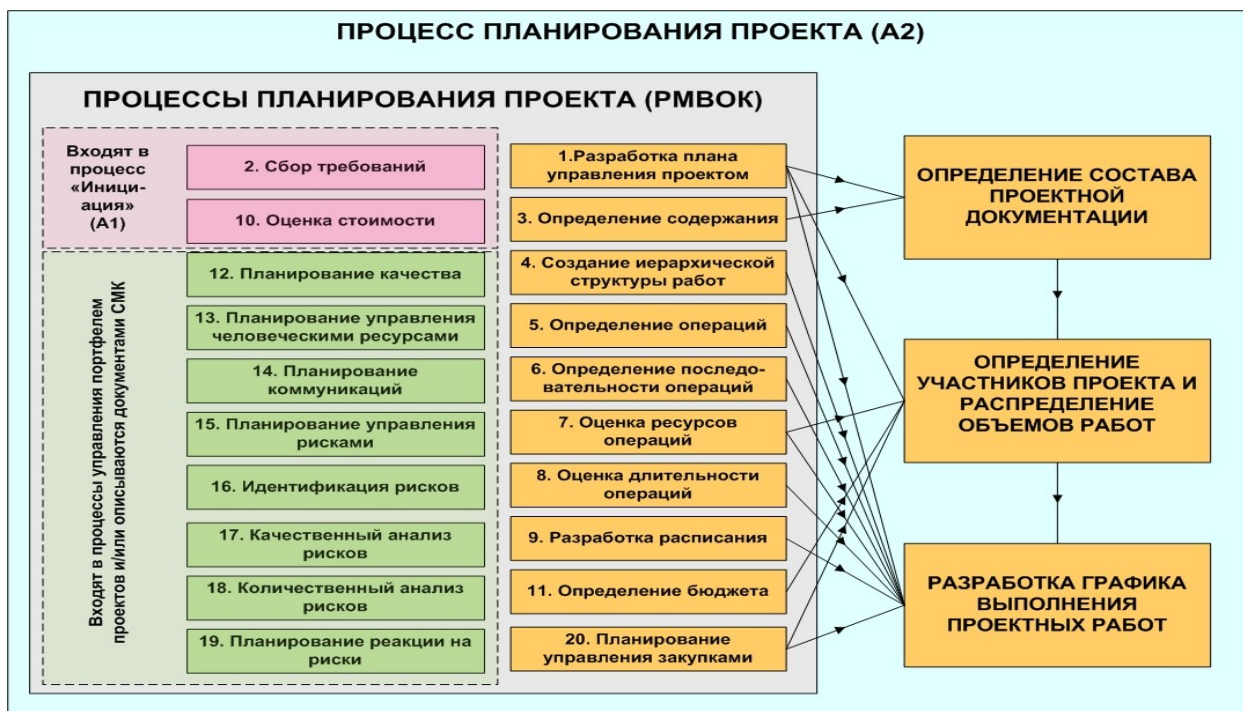 ПРОЦЕСС ПЛАНИРОВАНИЯ ПРОЕКТА (А2)
ПРОЦЕССЫ ПЛАНИРОВАНИЯ ПРОЕКТА (PMBOK)
Входят в
процесс
«Иници-
ация»
(А1)
2. Сбор требований
10. Оценка стоимости
Входят в процессы управления портфелем
проектов и/или описываются документами СМК
12. Планирование качества
13. Планирование управления
человеческими ресурсами
14. Планирование
коммуникаций
15. Планирование управления
рисками
16. Идентификация рисков
17. Качественный анализ
рисков
18. Количественный анализ
рисков
19. Планирование реакции на
риски
1.Разработка плана
управления проектом
3. Определение содержания
4. Создание иерархической
структуры работ
5. Определение операций
6. Определение последо-
вательности операций
7. Оценка ресурсов
операций
8. Оценка длительности
операций
9. Разработка расписания
11. Определение бюджета
20. Планирование
управления закупками
ОПРЕДЕЛЕНИЕ СОСТАВА
ПРОЕКТНОЙ
ДОКУМЕНТАЦИИ
ОПРЕДЕЛЕНИЕ
УЧАСТНИКОВ ПРОЕКТА И
РАСПРЕДЕЛЕНИЕ
ОБЪЕМОВ РАБОТ
РАЗРАБОТКА ГРАФИКА
ВЫПОЛНЕНИЯ
ПРОЕКТНЫХ РАБОТ